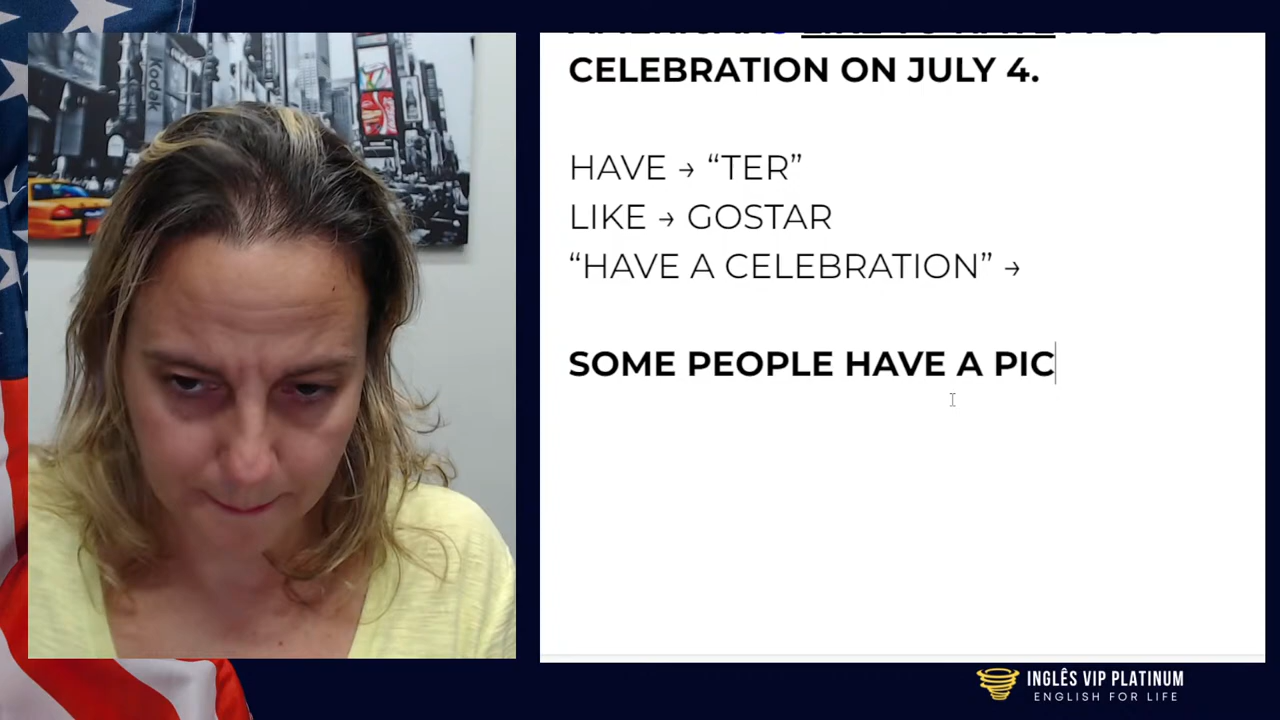 Kodak
CELEBRATION ON JULY 4.
HAVE → “TER”
LIKE → GOSTAR
“HAVE A CELEBRATION” →
SOME PEOPLE HAVE A PIC
INGLÊS VIP PLATINUM
ENGLISH FOR LIFE